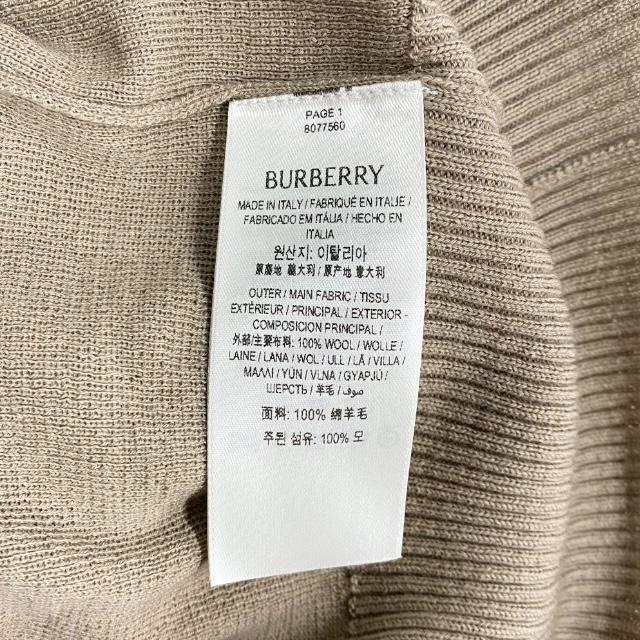 PAGE 1
8077560
BURBERRY
MADE IN ITALY / FABRIQUÉ EN ITALIE /
FABRICADO EM ITÁLIA / HECHO EN
ITALIA
원산지: 이탈리아
原產地 義大利 / 原产地 意大利
OUTER / MAIN FABRIC / TISSU
EXTÉRIEUR / PRINCIPAL / EXTERIOR -
COMPOSICION PRINCIPAL /
外部/主要布料: 100% WOOL / WOLLE /
LAINE / LANA / WOL / ULL / LÃ / VILLA /
ΜΑΛΛΙ / YÜN / VLNA / GYAPJÚ /
ШЕРСТЬ / 羊毛 / صوف /
面料: 100% 绵羊毛
주된 섬유: 100% 모